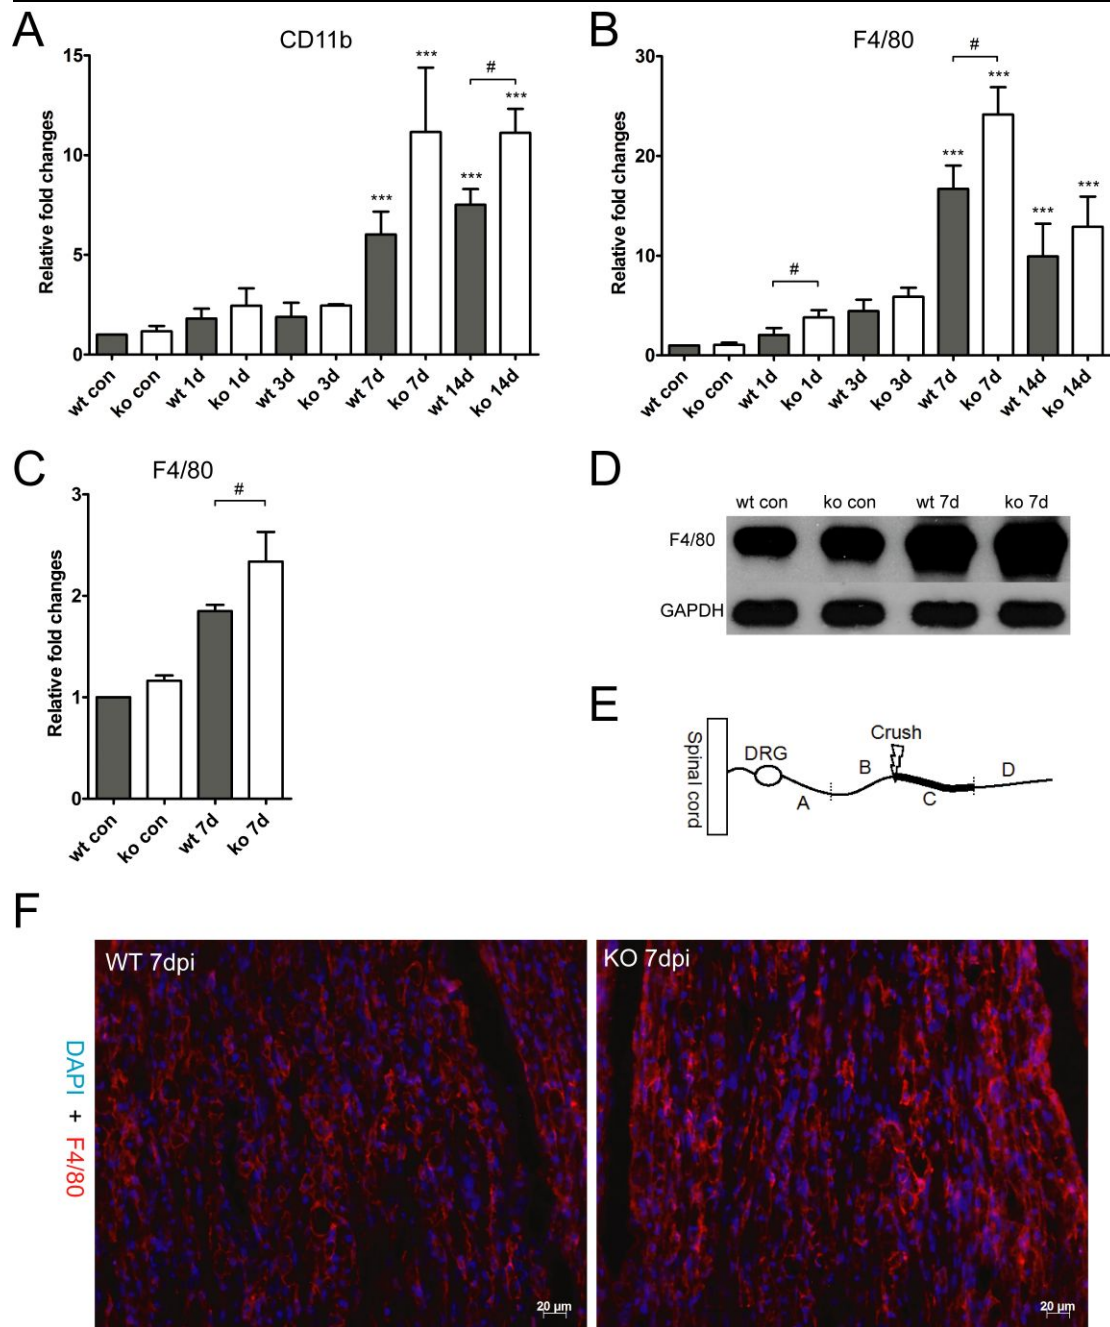 A
CD11b
Relative fold changes
15
10
5
0
***
***
***
#
***
wt con
ko con
wt 1d
ko 1d
wt 3d
ko 3d
wt 7d
ko 7d
wt 14d
ko 14d
B
F4/80
Relative fold changes
30
20
10
0
#
***
#
***
***
***
wt con
ko con
wt 1d
ko 1d
wt 3d
ko 3d
wt 7d
ko 7d
wt 14d
ko 14d
C
F4/80
Relative fold changes
3
2
1
0
#
wt con
ko con
wt 7d
ko 7d
D
wt con ko con wt 7d ko 7d
F4/80
GAPDH
E
Spinal cord
DRG
Crush
A
B
C
D
F
DAPI + F4/80
WT 7dpi
20 μm
KO 7dpi
20 μm